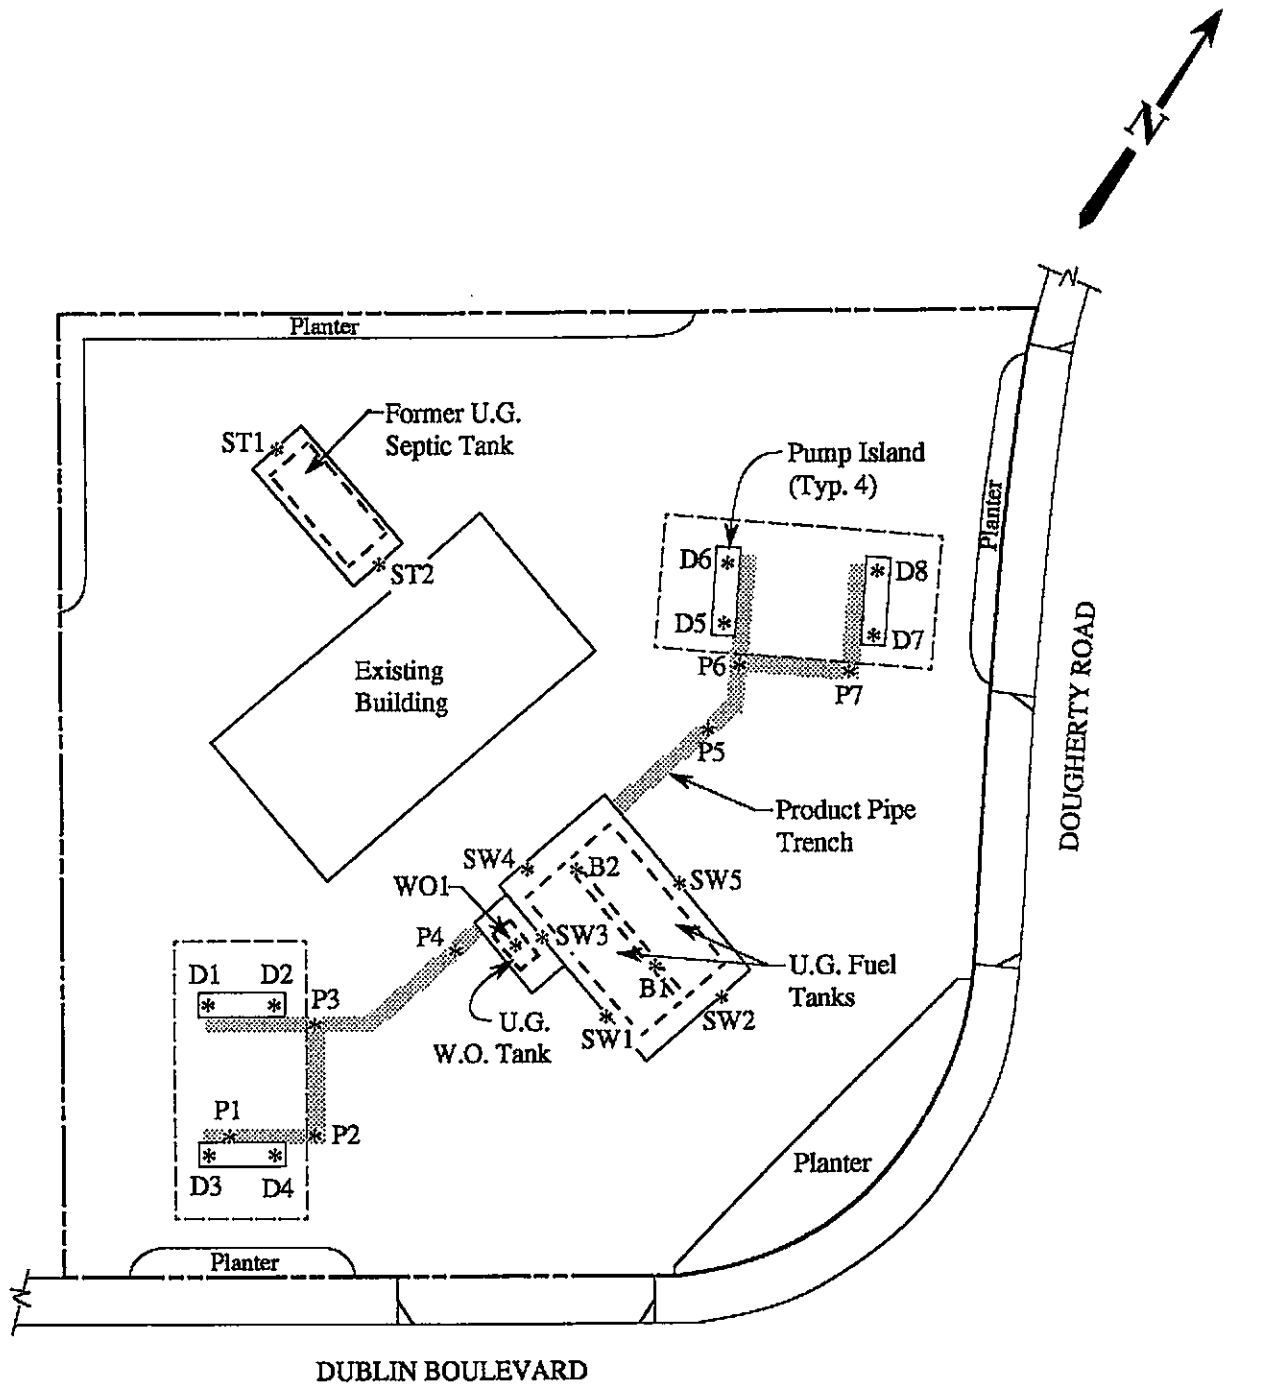 N
Planter
Former U.G.
Septic Tank
ST1
ST2
Pump Island
(Typ. 4)
D6
D8
D5
D7
P6
P7
Planter
Existing
Building
P5
DOUGHERTY ROAD
Product Pipe
Trench
SW4
B2
SW5
WO1
P4
SW3
U.G. Fuel
Tanks
B1
SW2
D1
D2
P3
U.G.
W.O. Tank
SW1
P1
P2
D3
D4
Planter
Planter
DUBLIN BOULEVARD